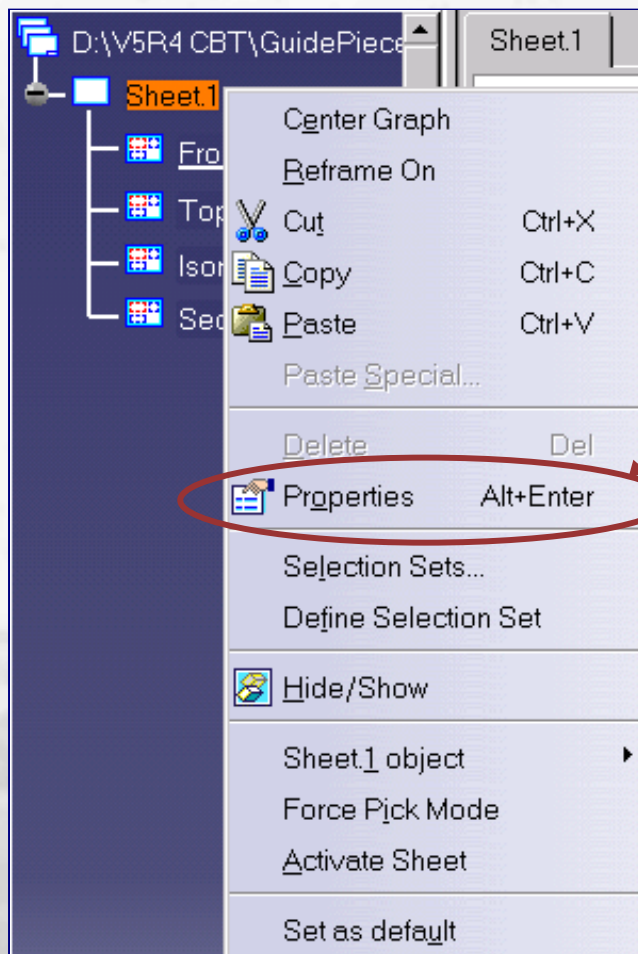 D:\V5R4 CBT\GuidePiece
Sheet.1
Sheet.1
Center Graph
Fro
Reframe On
Top
Cut Ctrl+X
Isor
Copy Ctrl+C
Sec
Paste Ctrl+V
Paste Special...
Delete Del
Properties Alt+Enter
Selection Sets...
Define Selection Set
Hide/Show
Sheet.1 object
Force Pick Mode
Activate Sheet
Set as default